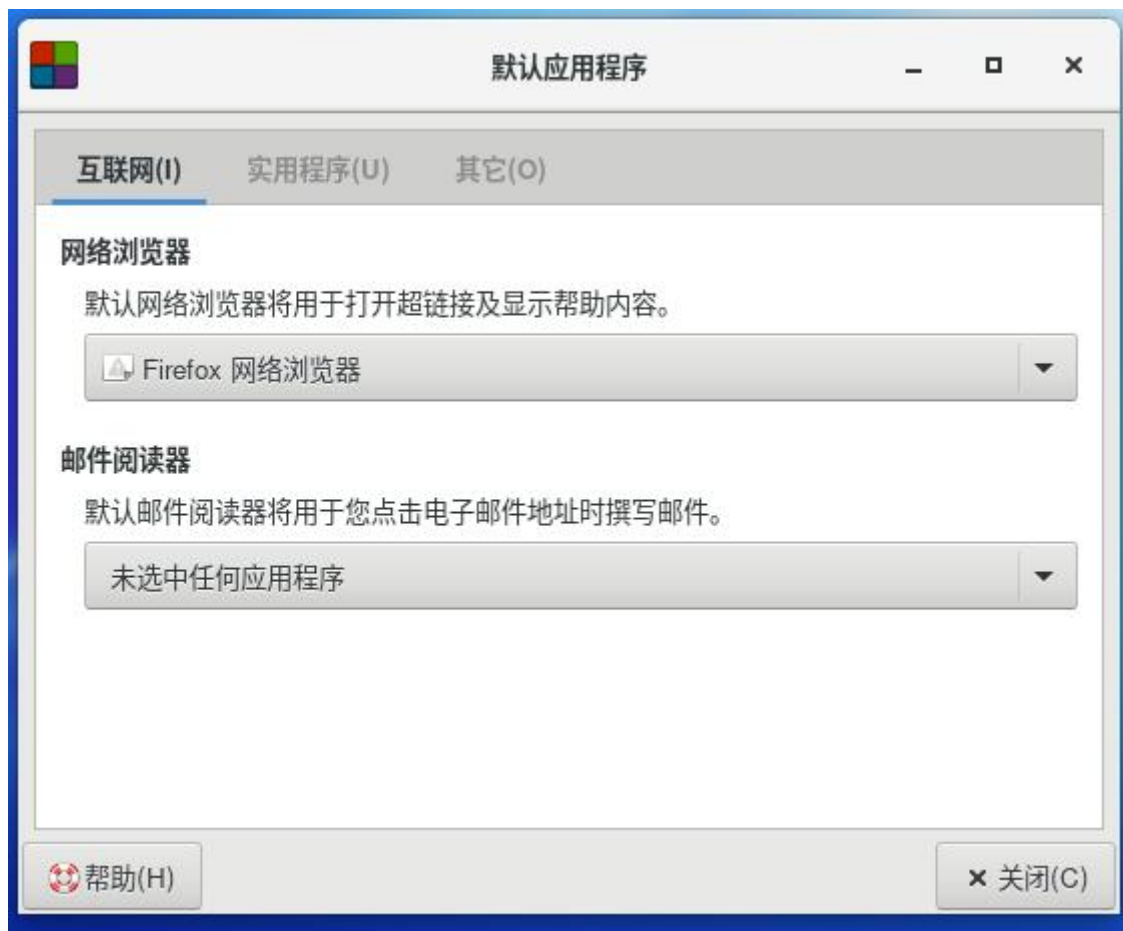 默认应用程序
互联网(I) 实用程序(U) 其它(O)
网络浏览器
默认网络浏览器将用于打开超链接及显示帮助内容。
Firefox 网络浏览器
邮件阅读器
默认邮件阅读器将用于您点击电子邮件地址时撰写邮件。
未选中任何应用程序
帮助(H) 关闭(C)